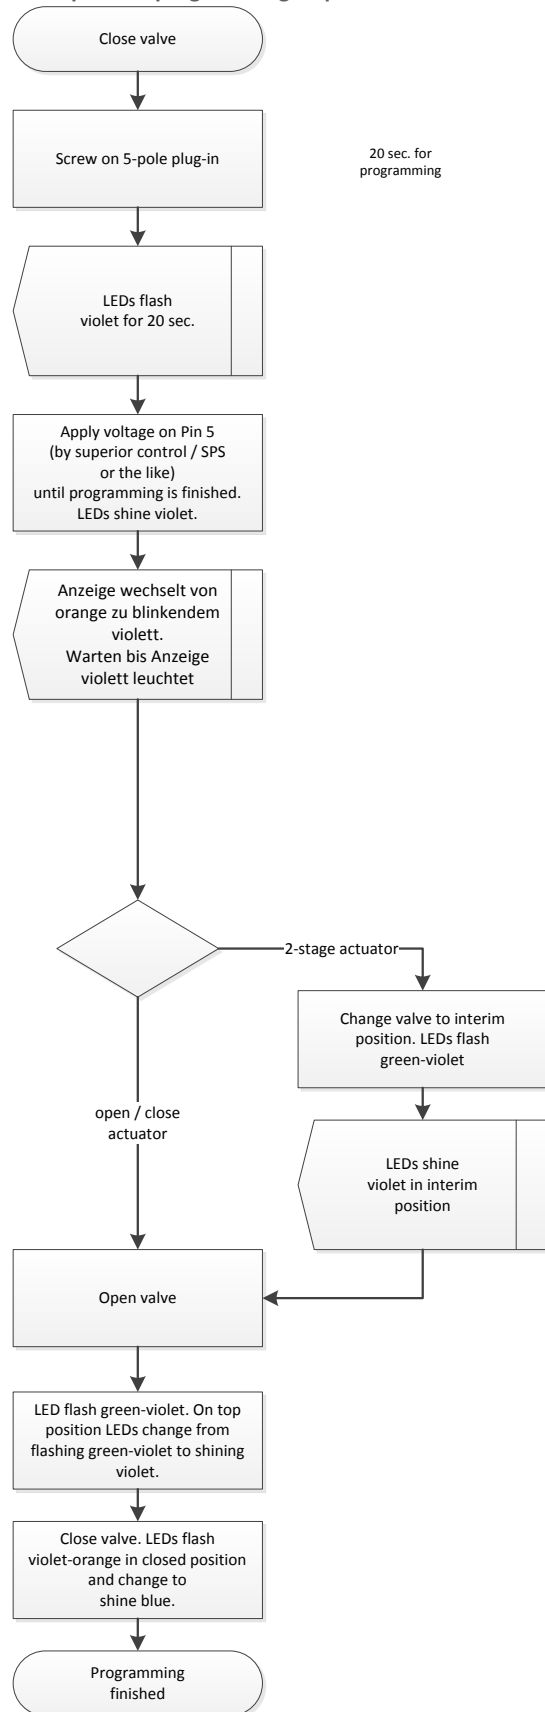 Close valve
Screw on 5-pole plug-in
20 sec. for
programming
LEDs flash
violet for 20 sec.
Apply voltage on Pin 5
(by superior control / SPS
or the like)
until programming is finished.
LEDs shine violet.
Anzeige wechselt von
orange zu blinkendem
violett.
Warten bis Anzeige
violett leuchtet
2-stage actuator
Change valve to interim
position. LEDs flash
green-violet
open / close
actuator
LEDs shine
violet in interim
position
Open valve
LED flash green-violet. On top
position LEDs change from
flashing green-violet to shining
violet.
Close valve. LEDs flash
violet-orange in closed position
and change to
shine blue.
Programming
finished